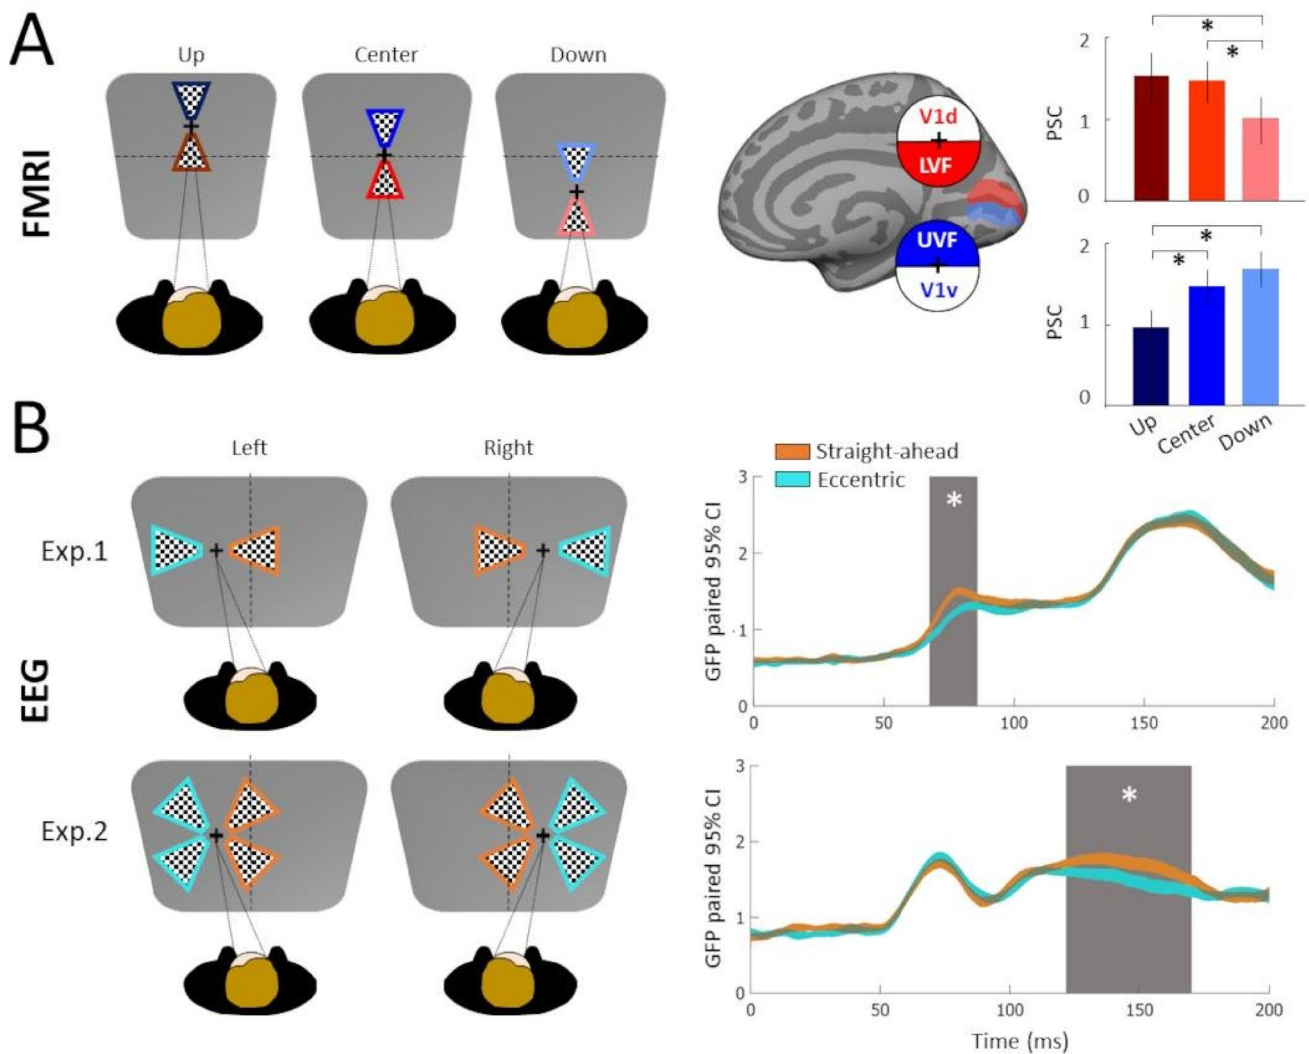 A
FMRI
Up
Center
Down
V1d
LVF
UVF
V1v
*
*
2
PSC
1
0
*
*
2
PSC
1
0
Up
Center
Down
B
EEG
Left
Right
Exp.1
Exp.2
Straight-ahead
Eccentric
*
GFP paired 95% CI
3
2
1
0
0
50
100
150
200
*
GFP paired 95% CI
3
2
1
0
0
50
100
150
200
Time (ms)